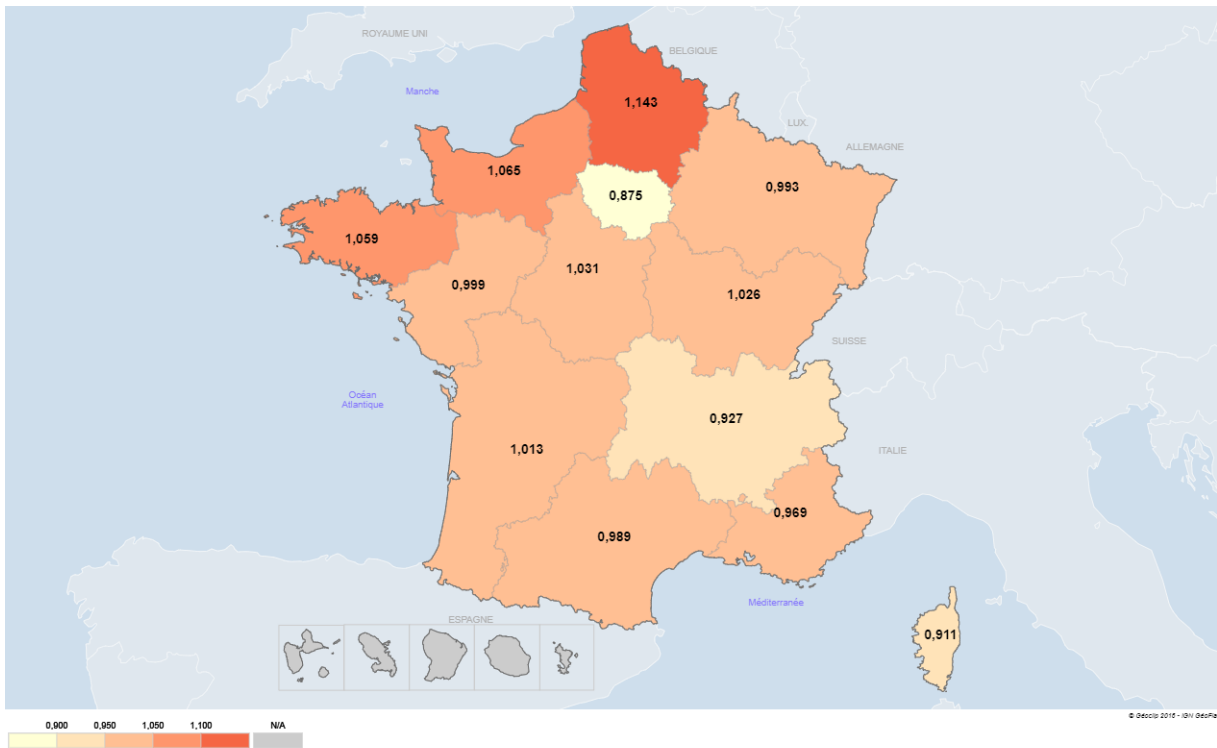 ROYAUME UNI
BELGIQUE
Manche
1,143
LUX.
ALLEMAGNE
1,065
0,993
0,875
1,059
1,031
0,999
1,026
SUISSE
Océan
Atlantique
0,927
1,013
ITALIE
0,969
0,989
Méditerranée
ESPAGNE
0,911
© Géoclip 2016 - IGN GéoFla
0,900 0,950 1,050 1,100 N/A